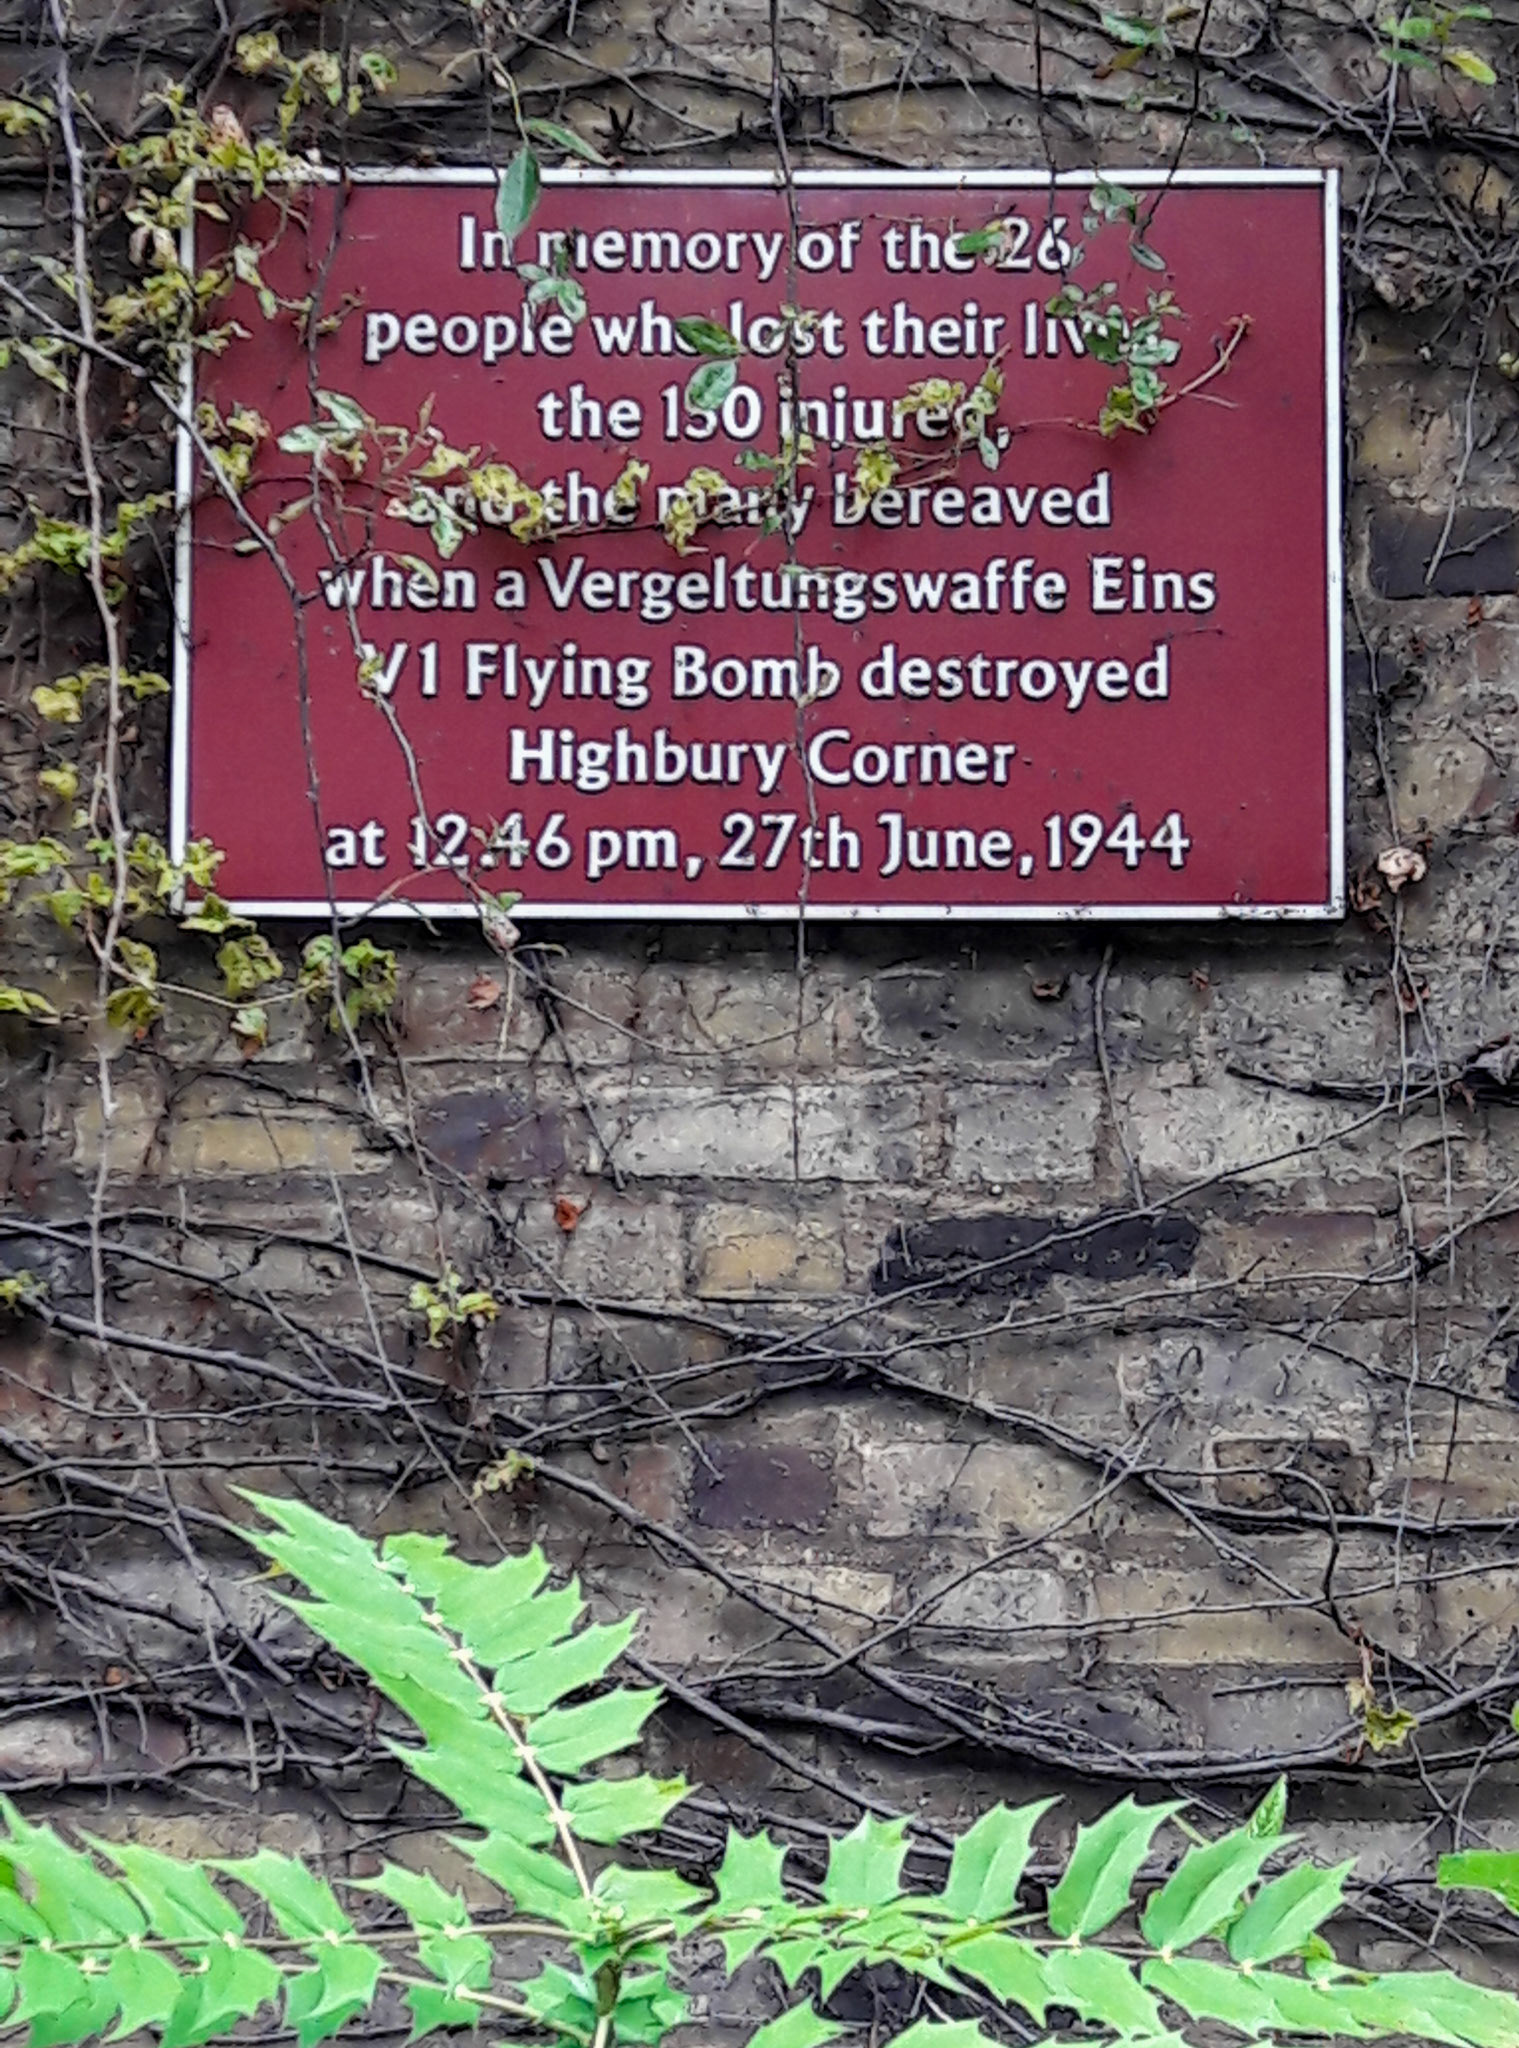 In memory of the 26
people who lost their lives
the 150 injured,
and the many bereaved
when a Vergeltungswaffe Eins
V1 Flying Bomb destroyed
Highbury Corner
at 12.46 pm, 27th June, 1944